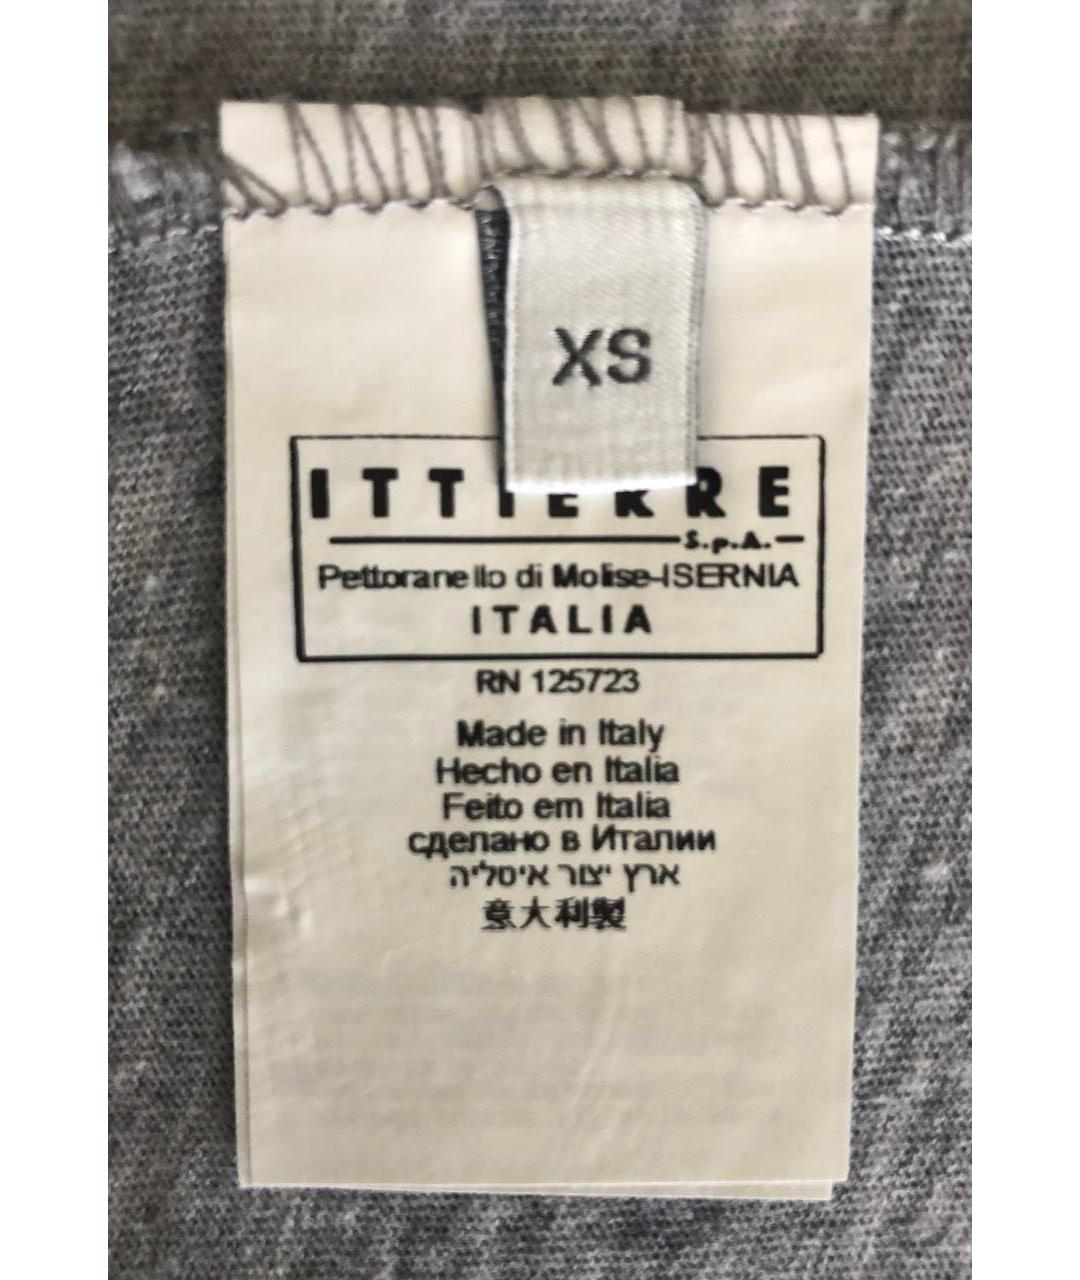 XS
ITTIERRE
S.p.A.
Pettoranello di Molise-ISERNIA
ITALIA
RN 125723
Made in Italy
Hecho en Italia
Feito em Italia
сделано в Италии
ארץ יצור איטליה
意大利製